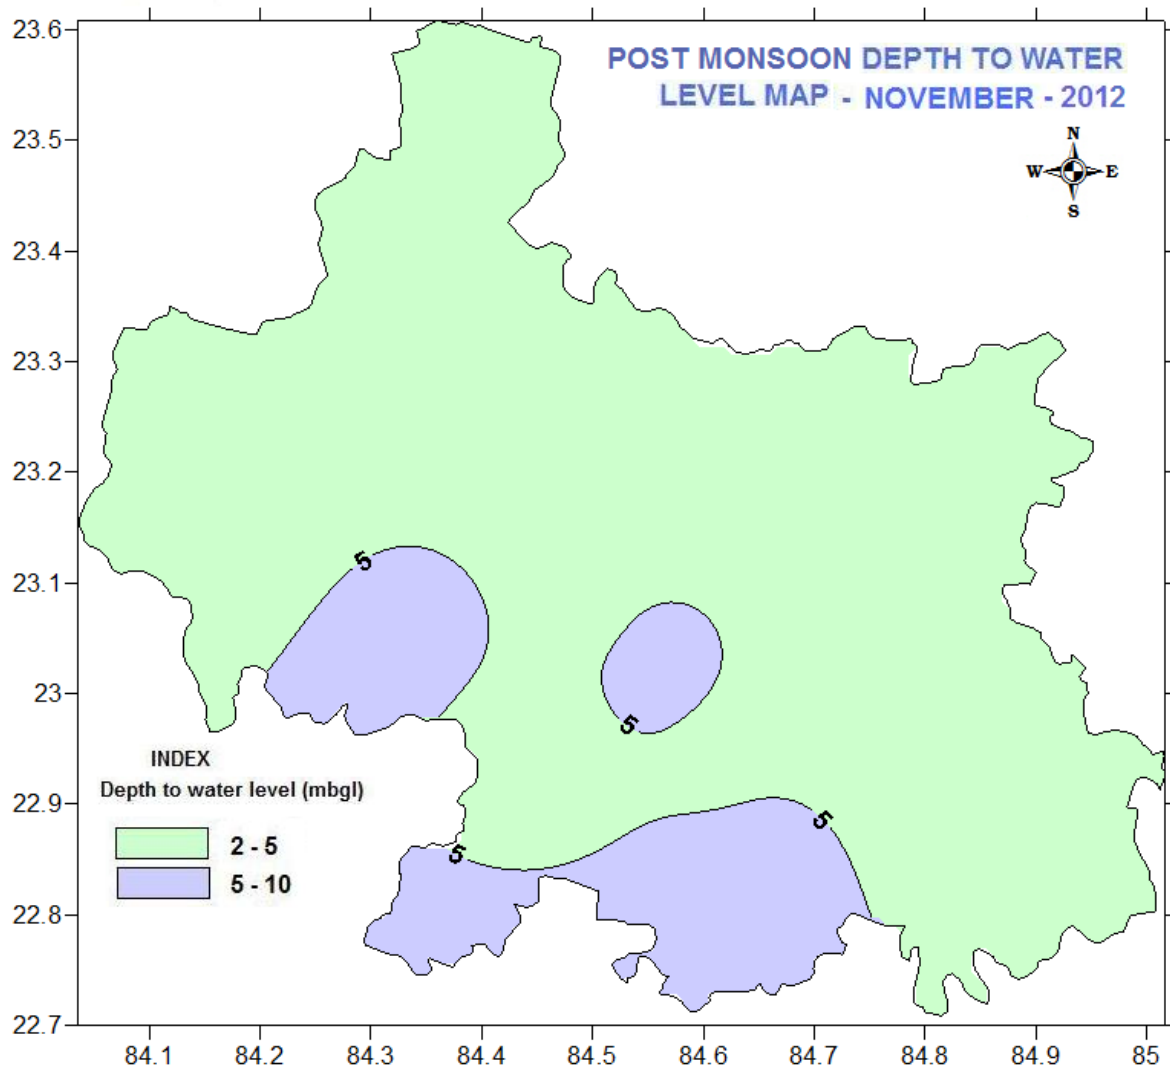 POST MONSOON DEPTH TO WATER
LEVEL MAP - NOVEMBER - 2012
N
W E
S
23.6
23.5
23.4
23.3
23.2
23.1
23
22.9
22.8
22.7
5
5
5
5
INDEX
Depth to water level (mbgl)
2 - 5
5 - 10
84.1 84.2 84.3 84.4 84.5 84.6 84.7 84.8 84.9 85